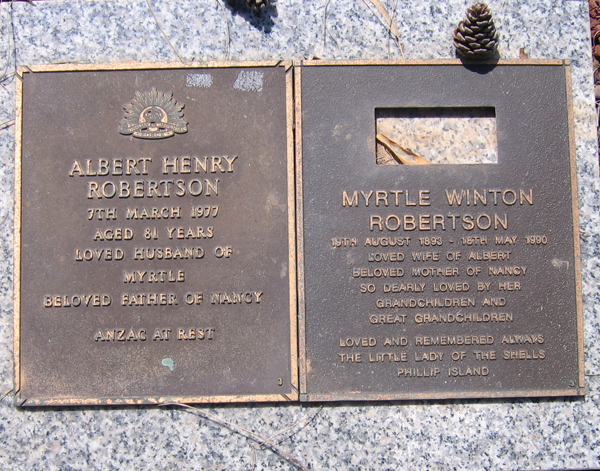 ALBERT HENRY
ROBERTSON
7TH MARCH 1977
AGED 81 YEARS
LOVED HUSBAND OF
MYRTLE
BELOVED FATHER OF NANCY
ANZAC AT REST
MYRTLE WINTON
ROBERTSON
19TH AUGUST 1893 - 18TH MAY 1990
LOVED WIFE OF ALBERT
BELOVED MOTHER OF NANCY
SO DEARLY LOVED BY HER
GRANDCHILDREN AND
GREAT GRANDCHILDREN
LOVED AND REMEMBERED ALWAYS
THE LITTLE LADY OF THE SHELLS
PHILLIP ISLAND